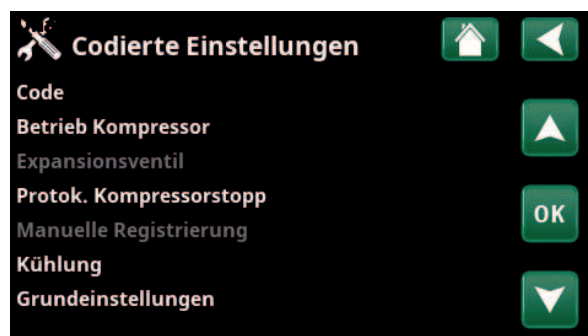 Codierte Einstellungen
Code
Betrieb Kompressor
Expansionsventil
Protok. Kompressorstopp
OK
Manuelle Registrierung
Kühlung
Grundeinstellungen